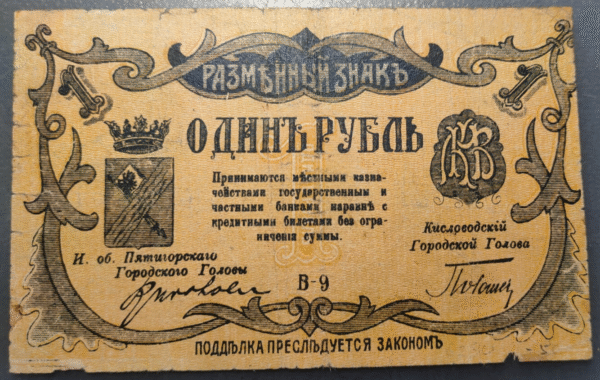 РАЗМѢННЫЙ ЗНАКЪ
1 1
ОДИНЪ РУБЛЬ
Принимаются мѣстными казна-
чействами государственным и
частными банками наравнѣ с
кредитными билетами без огра-
ничения суммы.
И. об. Пятигорскаго
Городского Головы
Кисловодскій
Городской Голова
В-9
ПОДДѢЛКА ПРЕСЛѢДУЕТСЯ ЗАКОНОМЪ